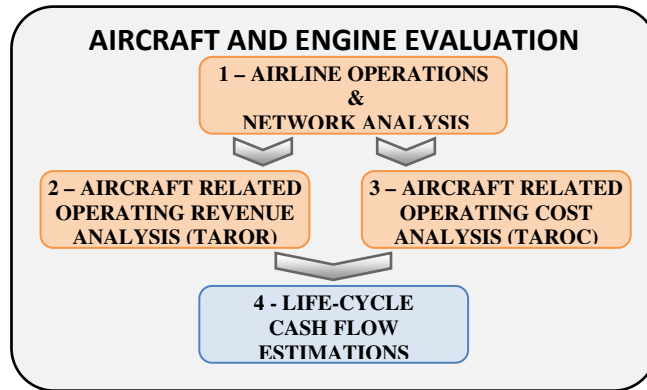 AIRCRAFT AND ENGINE EVALUATION
1 – AIRLINE OPERATIONS
&
NETWORK ANALYSIS
2 – AIRCRAFT RELATED
OPERATING REVENUE
ANALYSIS (TAROR)
3 – AIRCRAFT RELATED
OPERATING COST
ANALYSIS (TAROC)
4 - LIFE-CYCLE
CASH FLOW
ESTIMATIONS